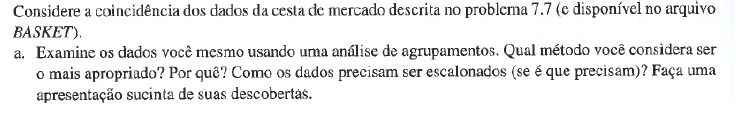 Considere a coincidência dos dados da cesta de mercado descrita no problema 7.7 (e disponível no arquivo
BASKET).
a. Examine os dados você mesmo usando uma análise de agrupamentos. Qual método você considera ser
o mais apropriado? Por quê? Como os dados precisam ser escalonados (se é que precisam)? Faça uma
apresentação sucinta de suas descobertas.